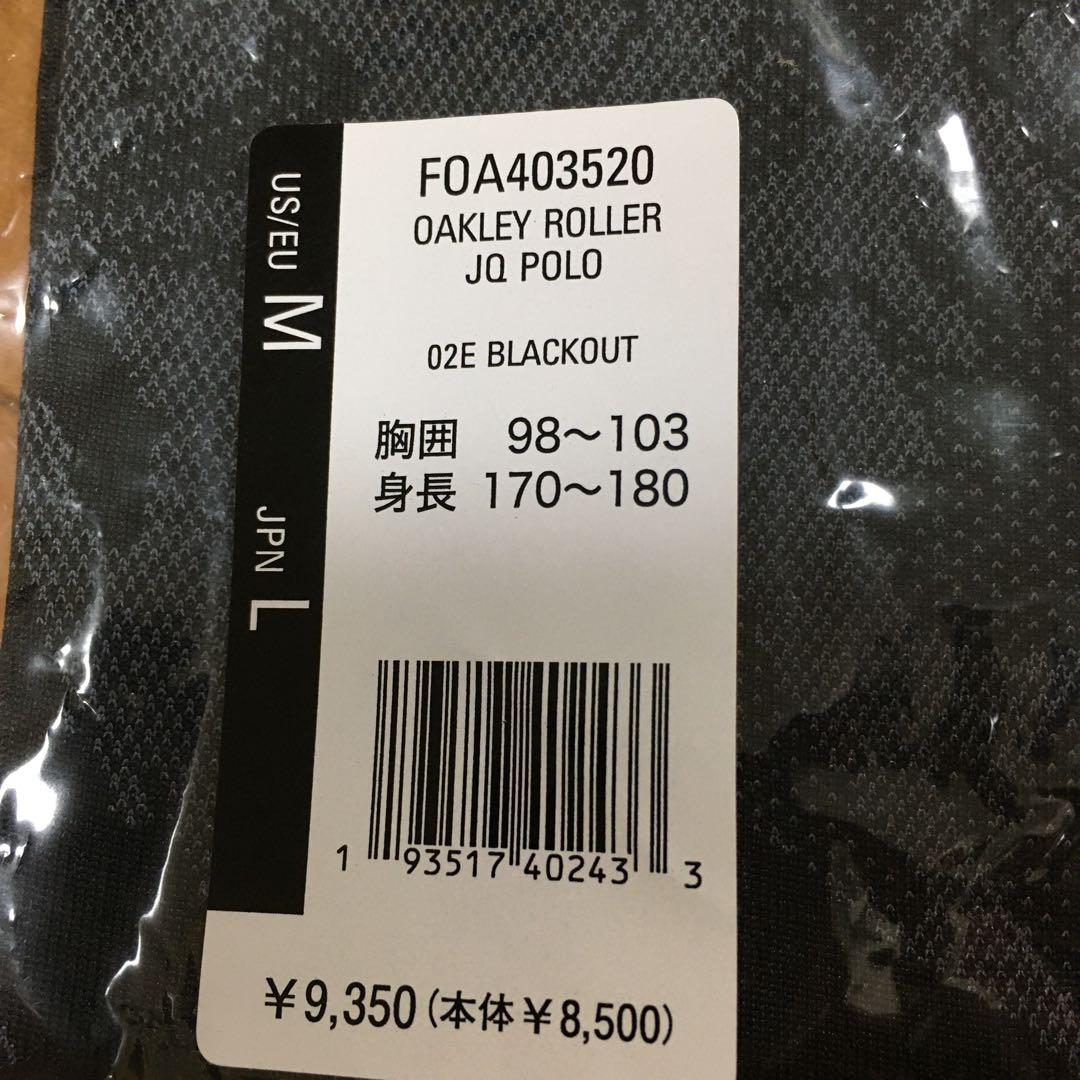 FOA403520
OAKLEY ROLLER
JQ POLO
02E BLACKOUT
胸囲 98〜103
身長 170〜180
US/EU M
JPN L
1 93517 40243 3
¥9,350(本体¥8,500)